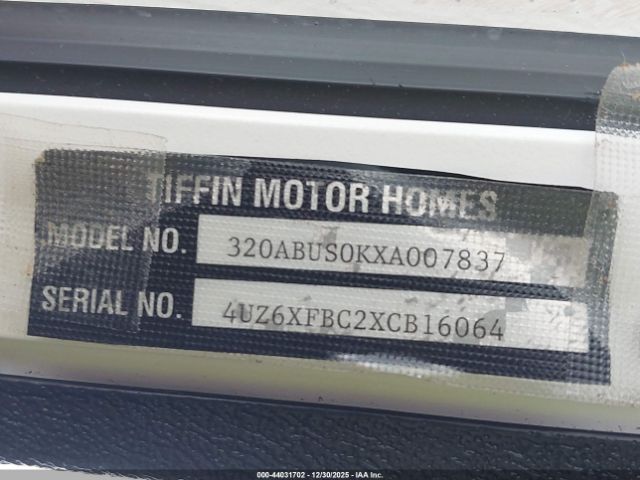 TIFFIN MOTOR HOMES
MODEL NO. 320ABUS0KXA007837
SERIAL NO. 4UZ6XFBC2XCB16064
000-44031702 - 12/30/2025 - IAA Inc.